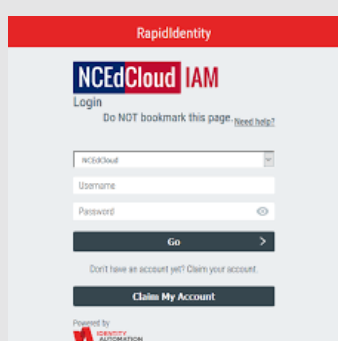 RapidIdentity
NCEdCloud IAM
Login
Do NOT bookmark this page. Need help?
NCEdCloud
Username
Password
Go
Don't have an account yet? Claim your account.
Claim My Account
Powered by
IDENTITY
AUTOMATION